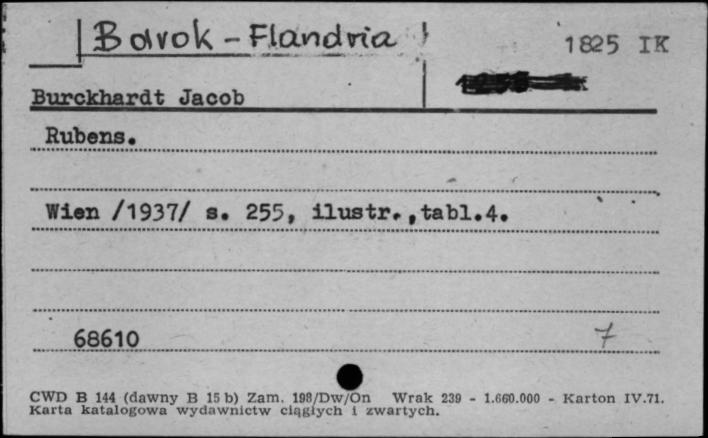 Barok - Flandria
1825 IK
Burckhardt Jacob
Rubens.
Wien /1937/ s. 255, ilustr.,tabl.4.
68610
7
CWD B 144 (dawny B 15 b) Zam. 198/Dw/On Wrak 239 - 1.660.000 - Karton IV.71.
Karta katalogowa wydawnictw ciągłych i zwartych.